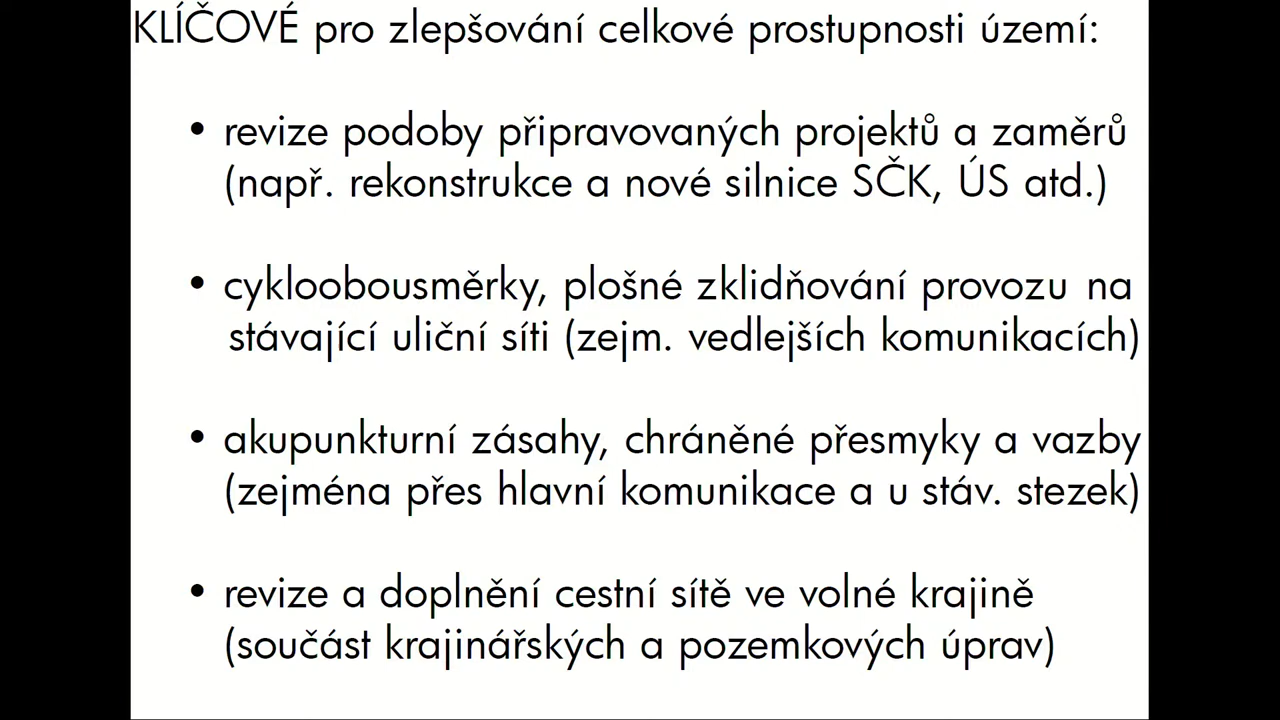 KLÍČOVÉ pro zlepšování celkové prostupnosti území:
• revize podoby připravovaných projektů a zaměrů
(např. rekonstrukce a nové silnice SČK, ÚS atd.)
• cykloobousměrky, plošné zklidňování provozu na
stávající uliční síti (zejm. vedlejších komunikacích)
• akupunkturní zásahy, chráněné přesmyky a vazby
(zejména přes hlavní komunikace a u stáv. stezek)
• revize a doplnění cestní sítě ve volné krajině
(součást krajinářských a pozemkových úprav)